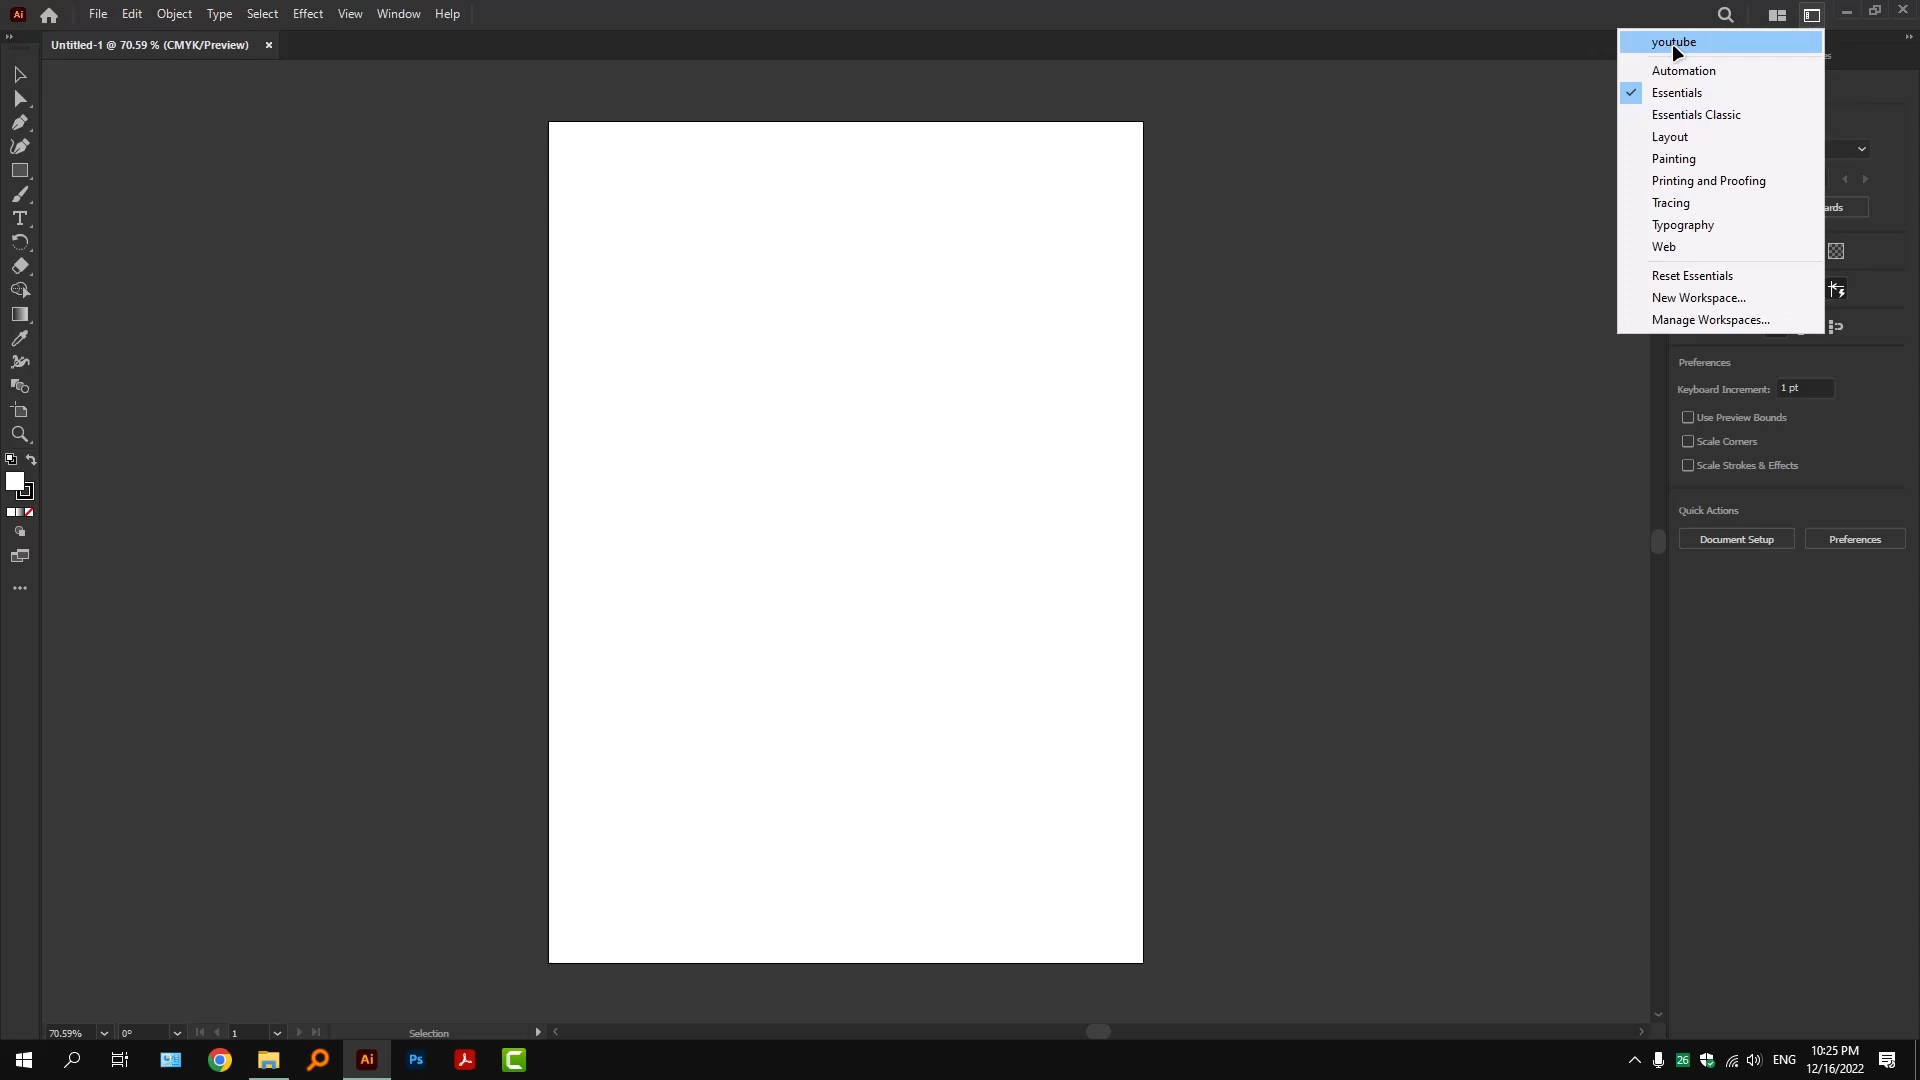 Ai File Edit Object Type Select Effect View Window Help
Untitled-1 @ 70.59 % (CMYK/Preview) ×
youtube
Automation
Essentials
Essentials Classic
Layout
Painting
Printing and Proofing
Tracing
Typography
Web
Reset Essentials
New Workspace...
Manage Workspaces...
Preferences
Keyboard Increment: 1 pt
Use Preview Bounds
Scale Corners
Scale Strokes & Effects
Quick Actions
Document Setup Preferences
70.59% 0° 1 Selection
Ai Ps 26 ENG 10:25 PM
12/16/2022